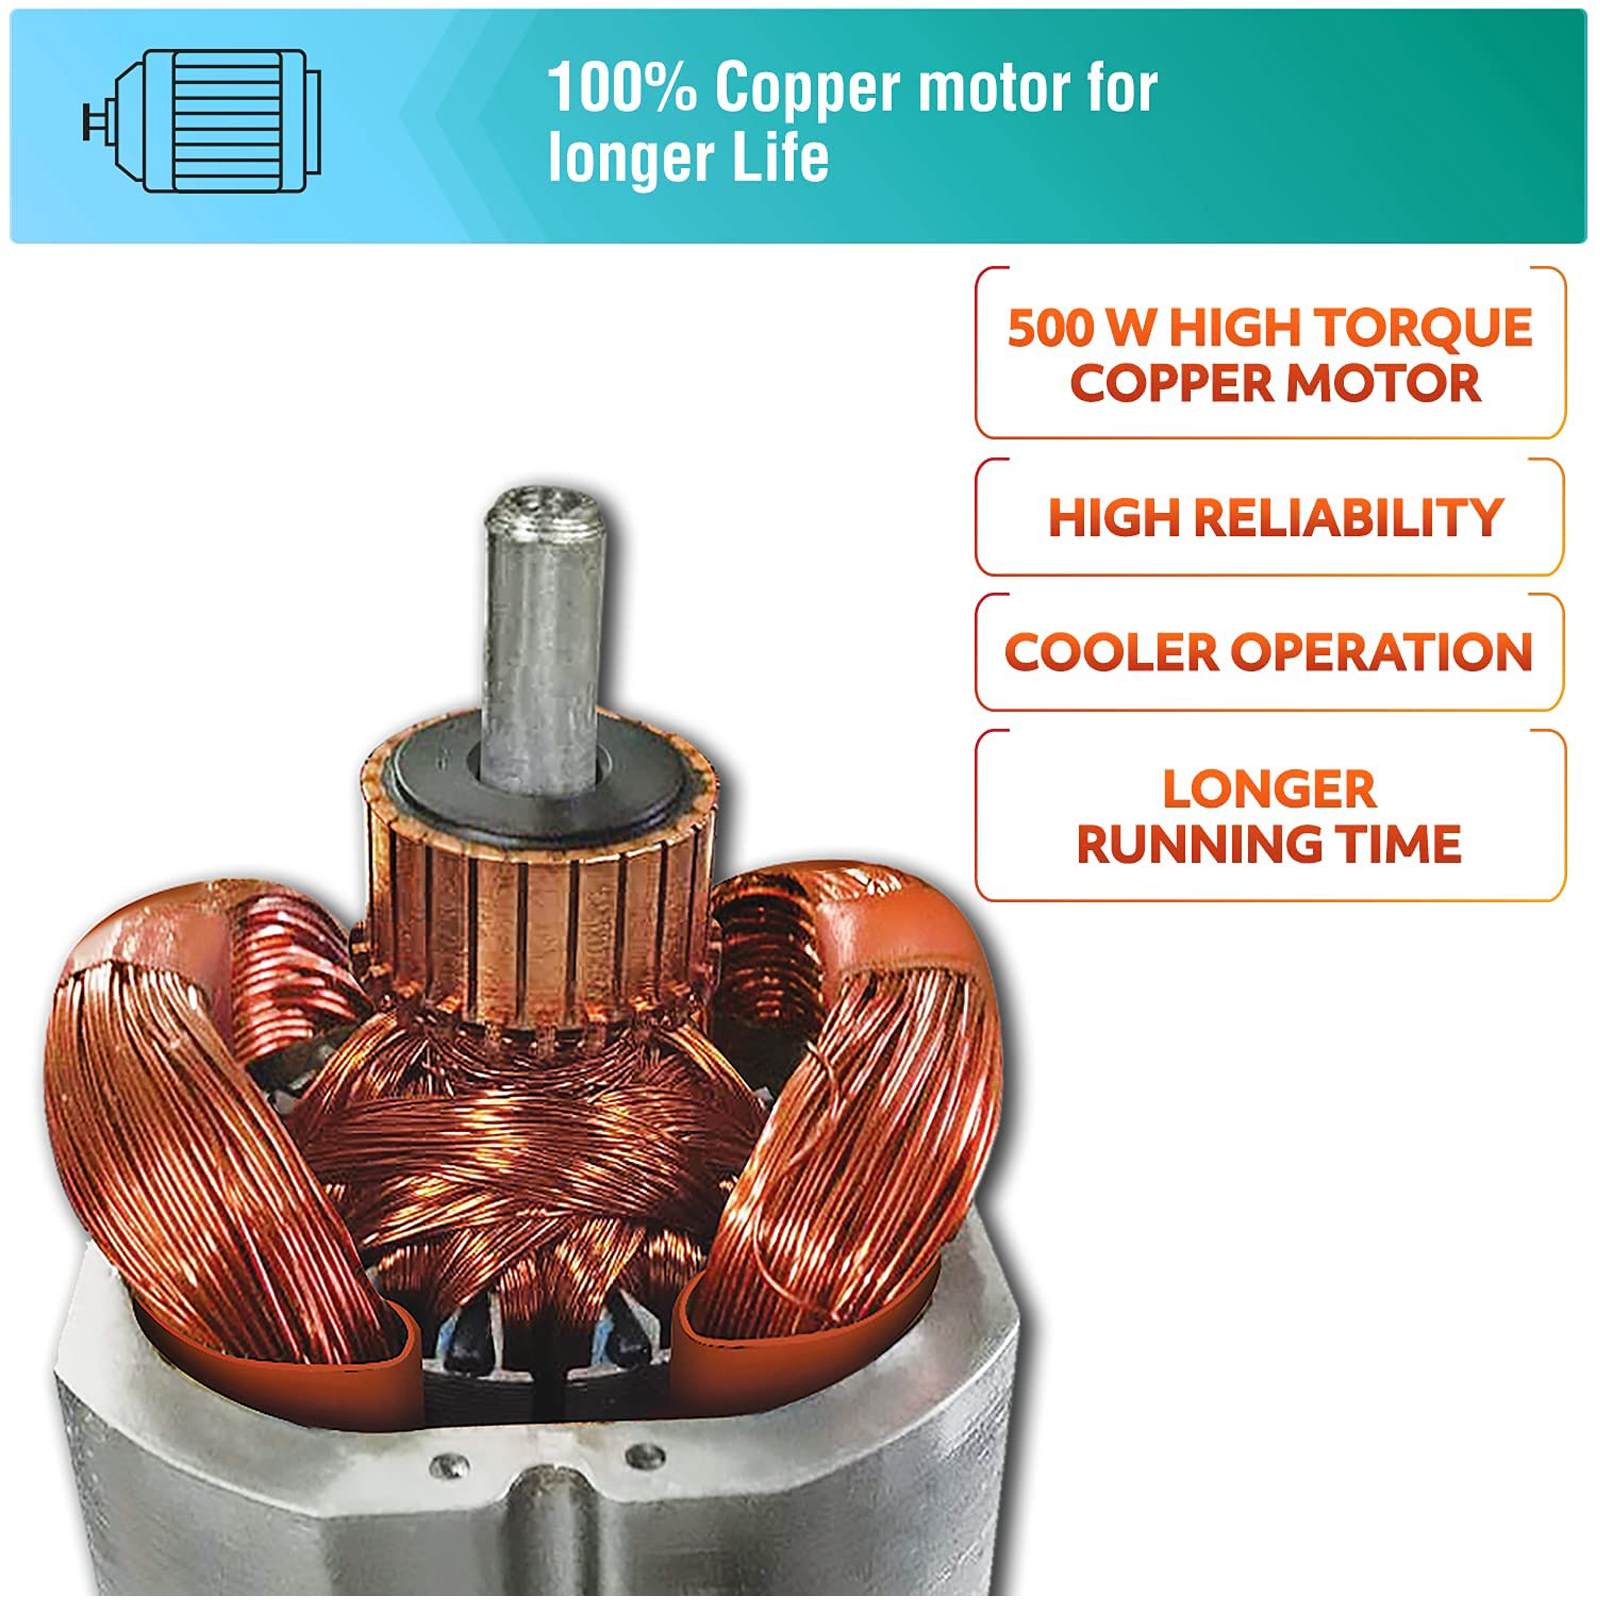 100% Copper motor for
longer Life
500 W HIGH TORQUE
COPPER MOTOR
HIGH RELIABILITY
COOLER OPERATION
LONGER
RUNNING TIME